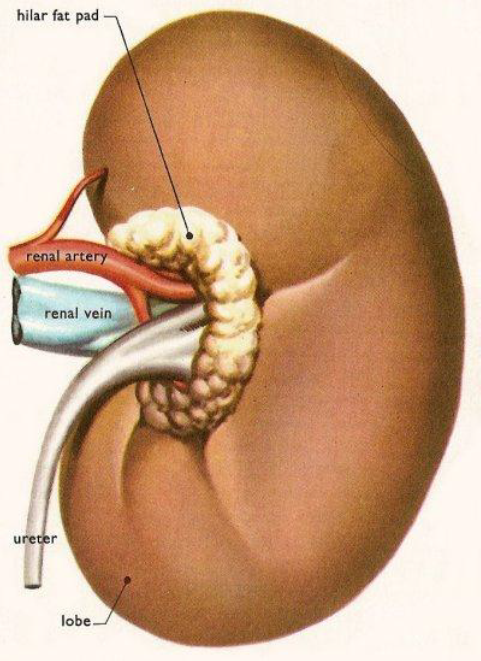 hilar fat pad
renal artery
renal vein
ureter
lobe